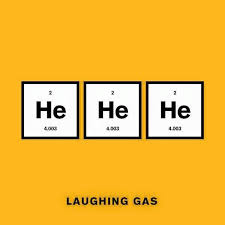 2 2 2
He He He
4.003 4.003 4.003
LAUGHING GAS